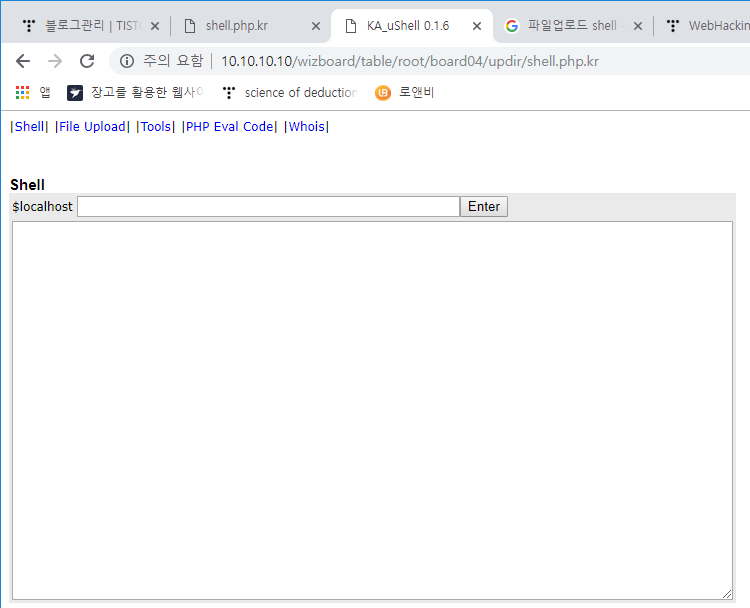 블로그관리 | TISTO
shell.php.kr
KA_uShell 0.1.6
파일업로드 shell -
WebHacking
주의 요함 | 10.10.10.10/wizboard/table/root/board04/updir/shell.php.kr
앱
장고를 활용한 웹사이
science of deduction
로앤비
|Shell| |File Upload| |Tools| |PHP Eval Code| |Whois|
Shell
$localhost
Enter